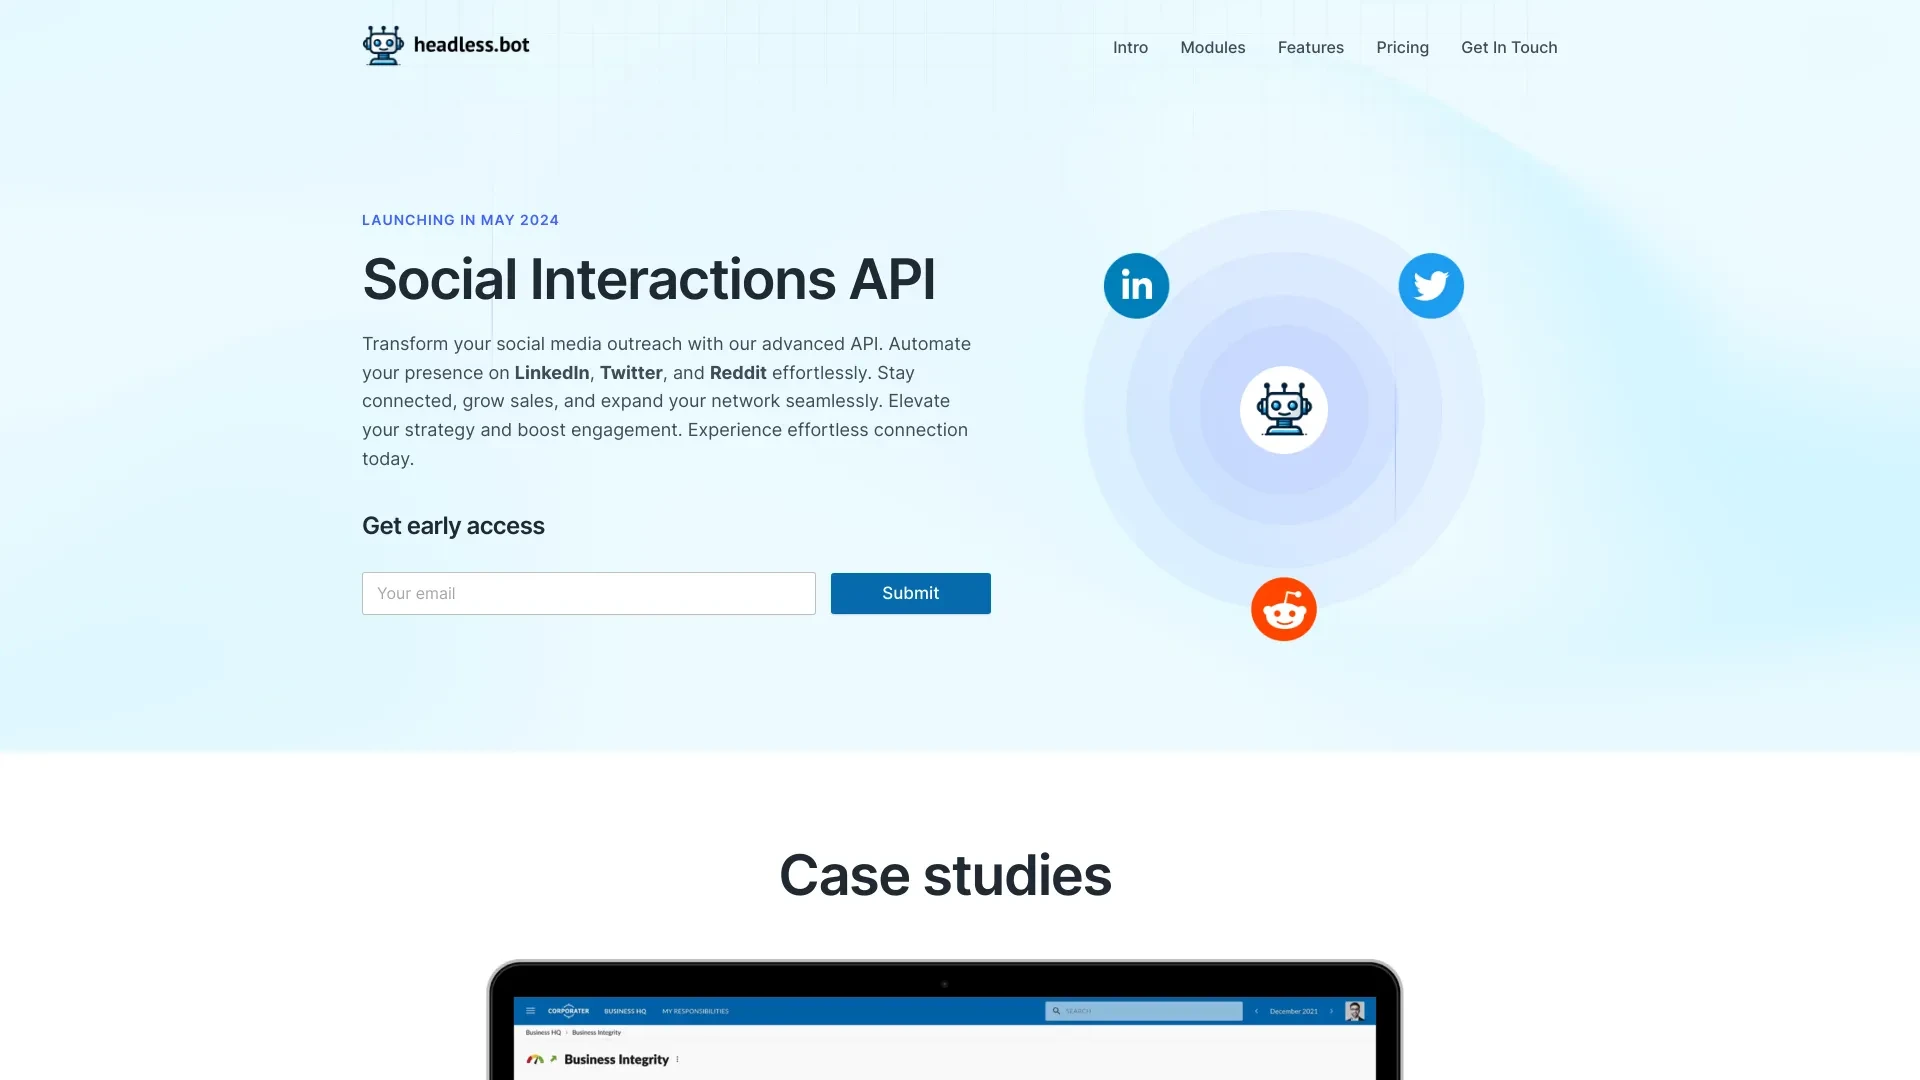 headless.bot
Intro Modules Features Pricing Get In Touch
LAUNCHING IN MAY 2024
Social Interactions API
Transform your social media outreach with our advanced API. Automate
your presence on LinkedIn, Twitter, and Reddit effortlessly. Stay
connected, grow sales, and expand your network seamlessly. Elevate
your strategy and boost engagement. Experience effortless connection
today.
Get early access
Your email
Submit
in
Case studies
CORPORATER BUSINESS HQ MY RESPONSIBILITIES SEARCH December 2021
Business HQ Business Integrity
Business Integrity